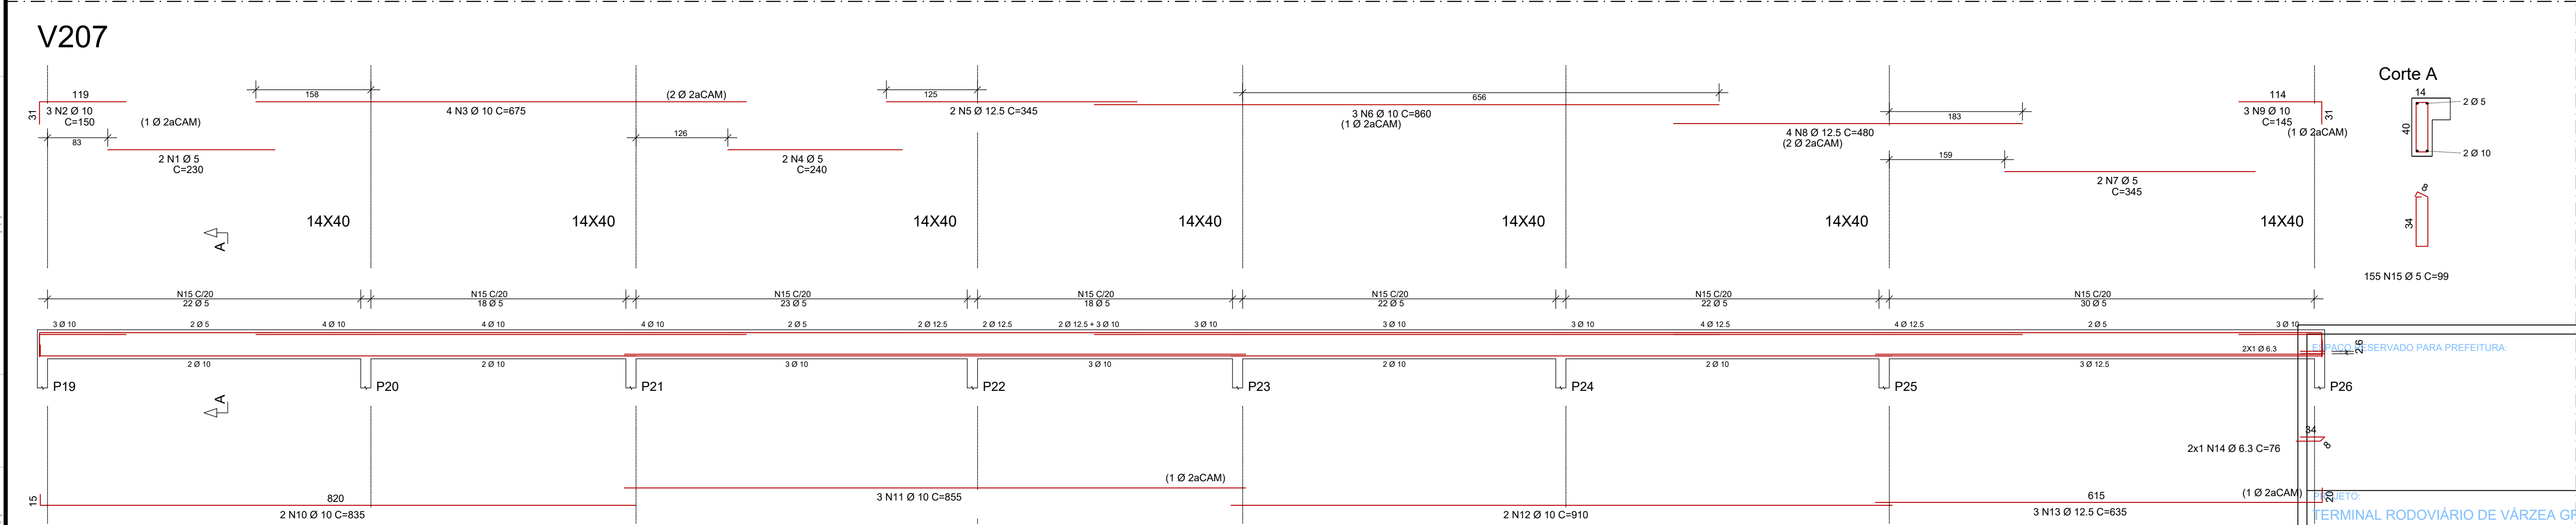 V207
Corte A
119
158
(2 Ø 2aCAM)
125
656
114
14
31
3 N2 Ø 10
C=150
(1 Ø 2aCAM)
4 N3 Ø 10 C=675
2 N5 Ø 12.5 C=345
3 N6 Ø 10 C=860
(1 Ø 2aCAM)
183
3 N9 Ø 10
C=145
31
(1 Ø 2aCAM)
2 Ø 5
40
2 Ø 10
83
126
4 N8 Ø 12.5 C=480
(2 Ø 2aCAM)
2 N1 Ø 5
C=230
2 N4 Ø 5
C=240
159
2 N7 Ø 5
C=345
8
34
14X40
14X40
14X40
14X40
14X40
14X40
14X40
A
155 N15 Ø 5 C=99
N15 C/20
22 Ø 5
N15 C/20
18 Ø 5
N15 C/20
23 Ø 5
N15 C/20
18 Ø 5
N15 C/20
22 Ø 5
N15 C/20
22 Ø 5
N15 C/20
30 Ø 5
3 Ø 10
2 Ø 5
4 Ø 10
4 Ø 10
4 Ø 10
2 Ø 5
2 Ø 12.5
2 Ø 12.5
2 Ø 12.5 + 3 Ø 10
3 Ø 10
3 Ø 10
3 Ø 10
4 Ø 12.5
4 Ø 12.5
2 Ø 5
3 Ø 10
2X1 Ø 6.3
26
ESPAÇO RESERVADO PARA PREFEITURA:
2 Ø 10
2 Ø 10
3 Ø 10
3 Ø 10
2 Ø 10
2 Ø 10
3 Ø 12.5
P19
P20
P21
P22
P23
P24
P25
P26
A
34
8
2x1 N14 Ø 6.3 C=76
15
820
2 N10 Ø 10 C=835
(1 Ø 2aCAM)
3 N11 Ø 10 C=855
2 N12 Ø 10 C=910
615
(1 Ø 2aCAM)
20
3 N13 Ø 12.5 C=635
PROJETO:
TERMINAL RODOVIÁRIO DE VÁRZEA